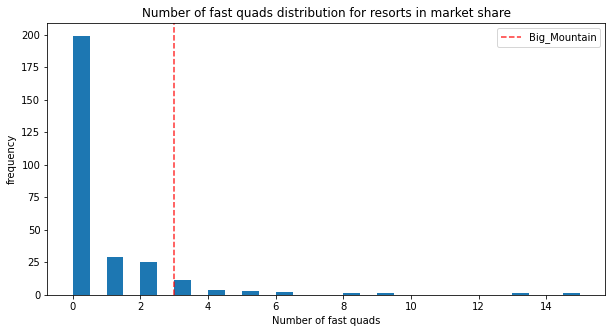 Number of fast quads distribution for resorts in market share
Big_Mountain
frequency
200
175
150
125
100
75
50
25
0
0 2 4 6 8 10 12 14
Number of fast quads